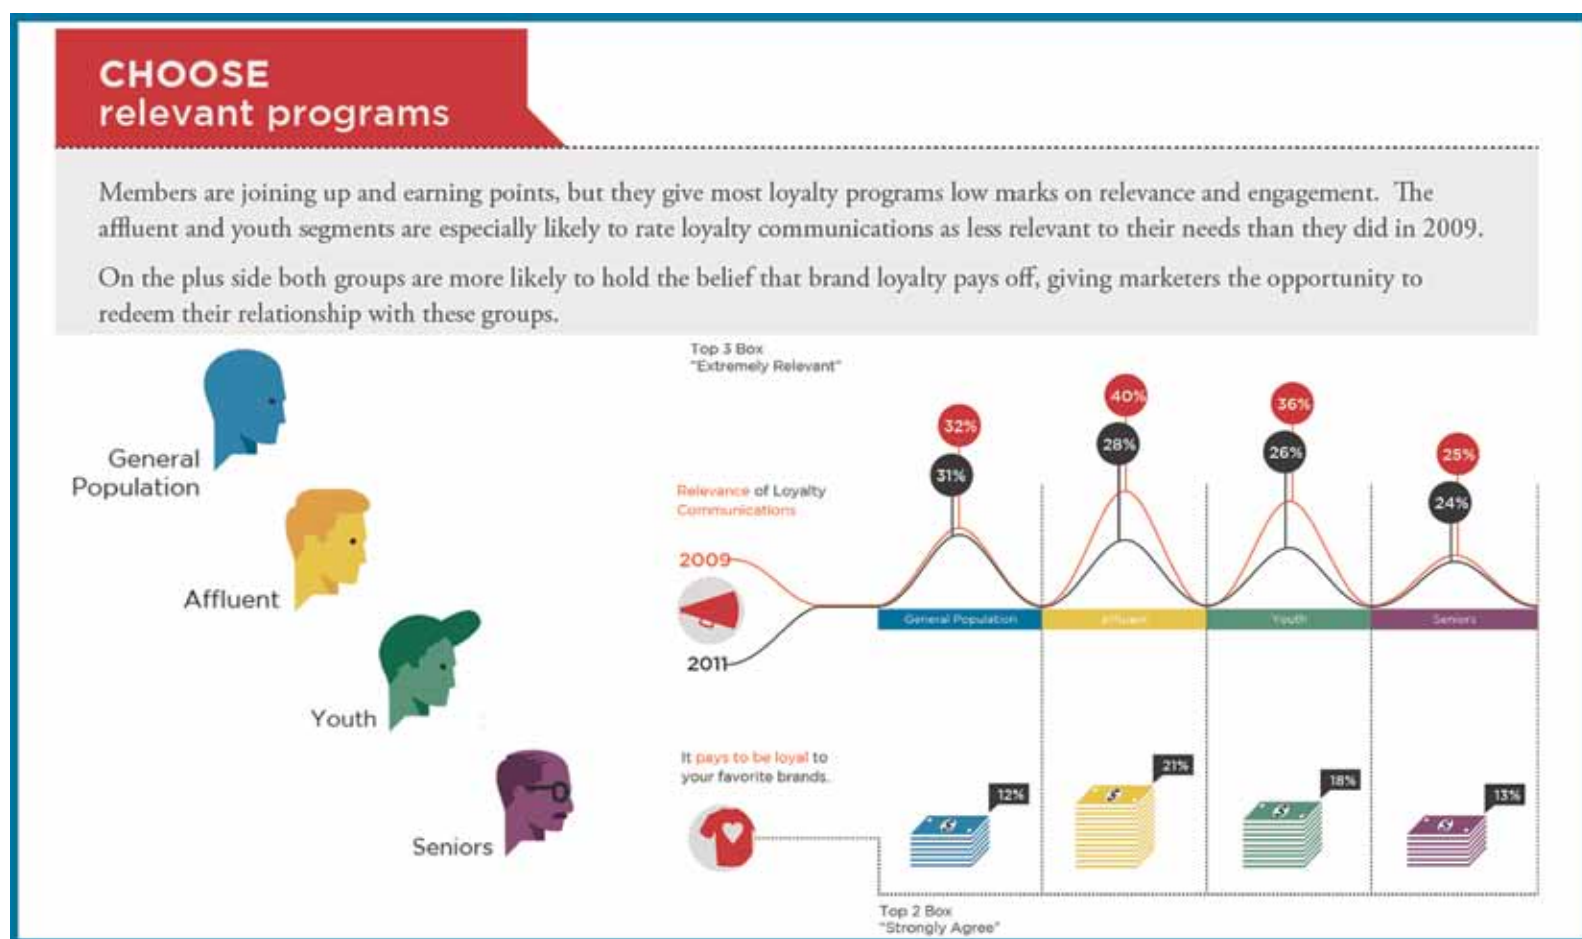 CHOOSE
relevant programs
Members are joining up and earning points, but they give most loyalty programs low marks on relevance and engagement. The
affluent and youth segments are especially likely to rate loyalty communications as less relevant to their needs than they did in 2009.
On the plus side both groups are more likely to hold the belief that brand loyalty pays off, giving marketers the opportunity to
redeem their relationship with these groups.
General
Population
Affluent
Youth
Seniors
Top 3 Box
"Extremely Relevant"
32%
31%
40%
28%
36%
26%
25%
24%
Relevance of Loyalty
Communications
2009
2011
General Population
Affluent
Youth
Seniors
It pays to be loyal to
your favorite brands.
12%
21%
18%
13%
$
$
$
$
Top 2 Box
"Strongly Agree"